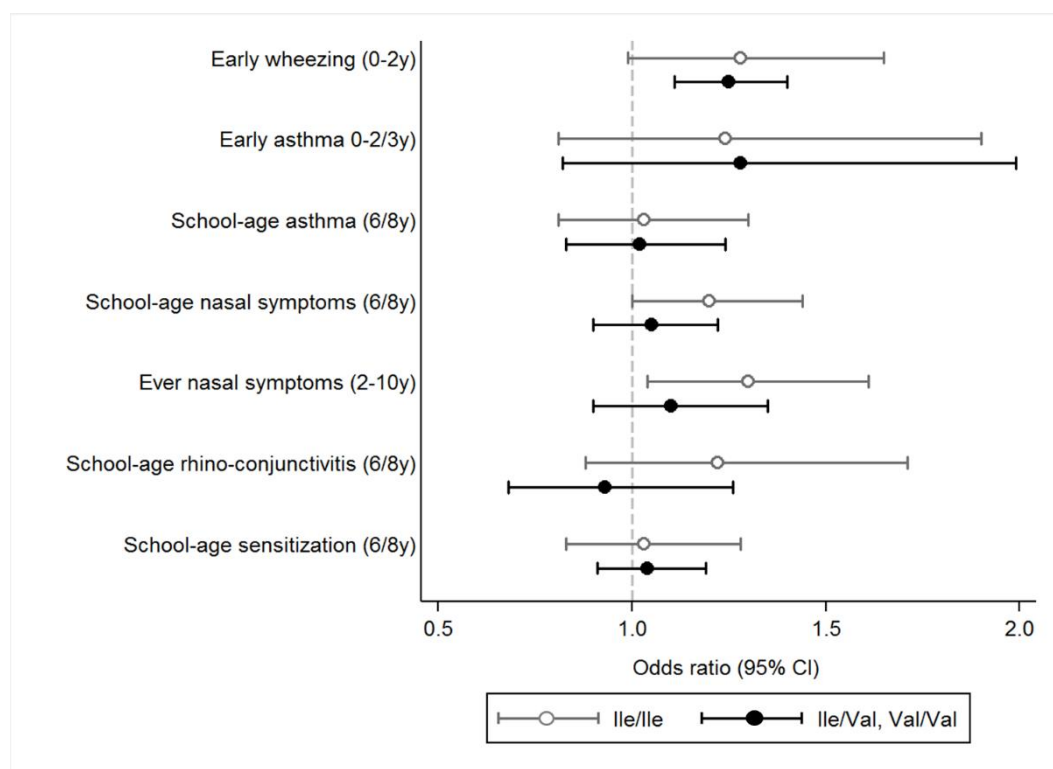 Early wheezing (0-2y)
Early asthma 0-2/3y)
School-age asthma (6/8y)
School-age nasal symptoms (6/8y)
Ever nasal symptoms (2-10y)
School-age rhino-conjunctivitis (6/8y)
School-age sensitization (6/8y)
0.5 1.0 1.5 2.0
Odds ratio (95% CI)
Ile/Ile Ile/Val, Val/Val